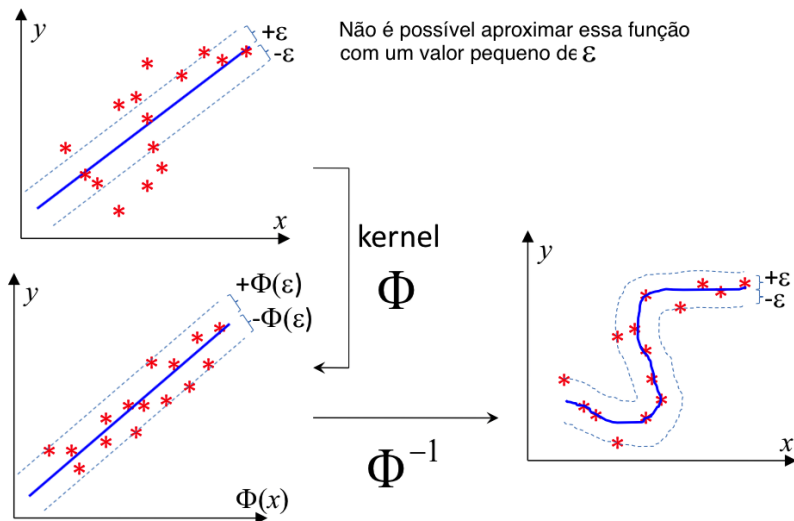 y
+ε
-ε
Não é possível aproximar essa função
com um valor pequeno de ε
x
kernel
Φ
y
+Φ(ε)
-Φ(ε)
Φ(x)
Φ⁻¹
y
+ε
-ε
x